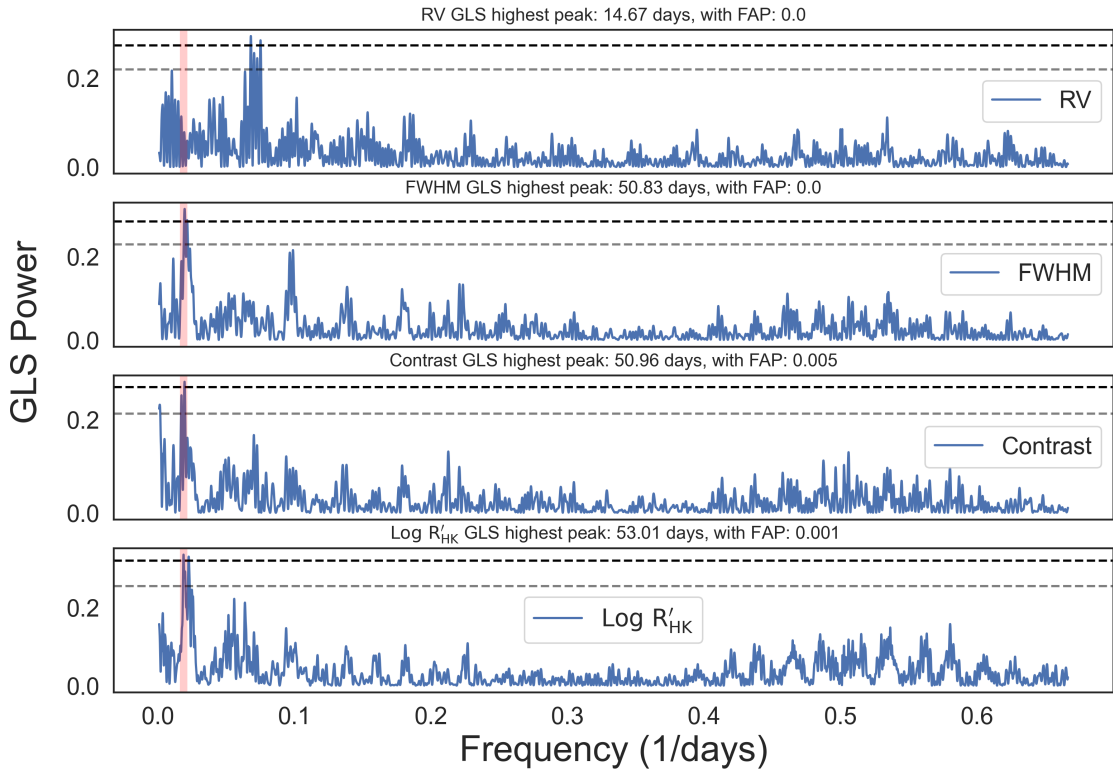 RV GLS highest peak: 14.67 days, with FAP: 0.0
0.2
0.0
RV
FWHM GLS highest peak: 50.83 days, with FAP: 0.0
0.2
0.0
FWHM
Contrast GLS highest peak: 50.96 days, with FAP: 0.005
0.2
0.0
Contrast
Log R′HK GLS highest peak: 53.01 days, with FAP: 0.001
0.2
0.0
Log R′HK
GLS Power
0.0 0.1 0.2 0.3 0.4 0.5 0.6
Frequency (1/days)